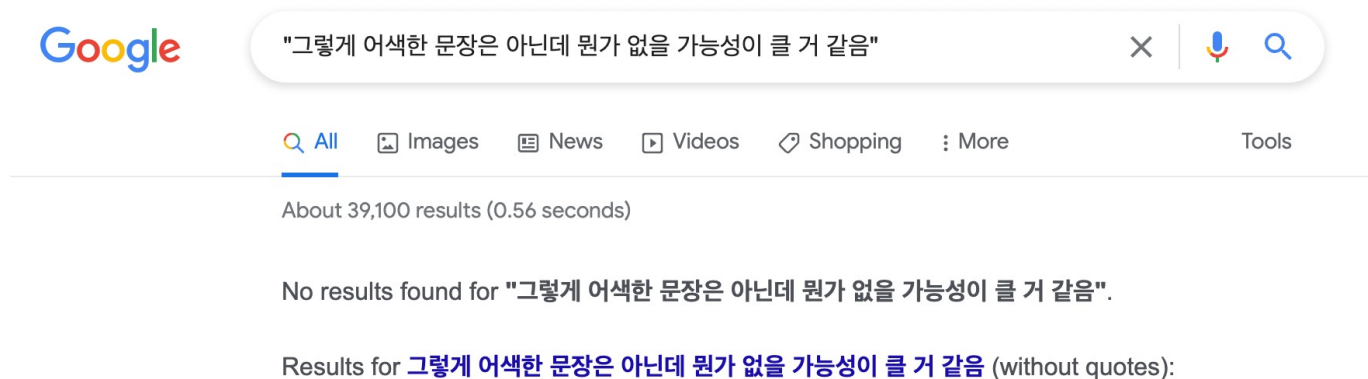 Google "그렇게 어색한 문장은 아닌데 뭔가 없을 가능성이 클 거 같음"
All Images News Videos Shopping More Tools
About 39,100 results (0.56 seconds)
No results found for "그렇게 어색한 문장은 아닌데 뭔가 없을 가능성이 클 거 같음".
Results for 그렇게 어색한 문장은 아닌데 뭔가 없을 가능성이 클 거 같음 (without quotes):